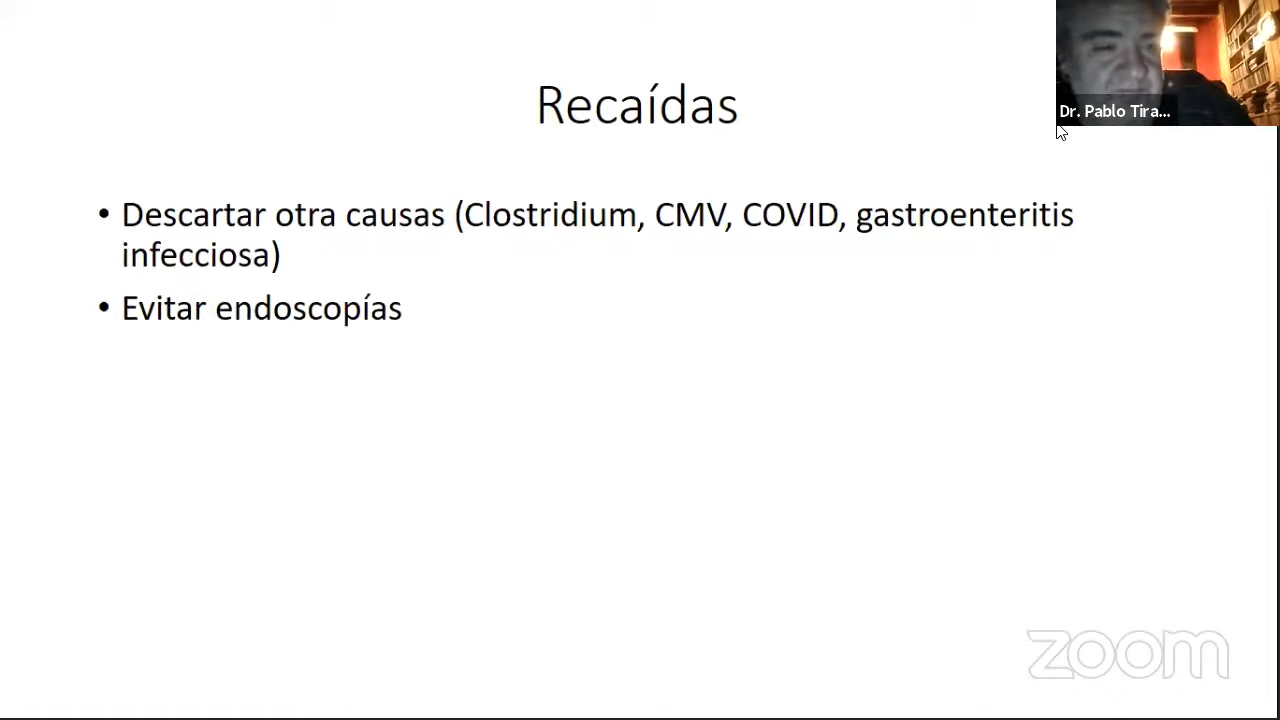 Recaídas
Dr. Pablo Tira...
• Descartar otra causas (Clostridium, CMV, COVID, gastroenteritis
infecciosa)
• Evitar endoscopías
zoom